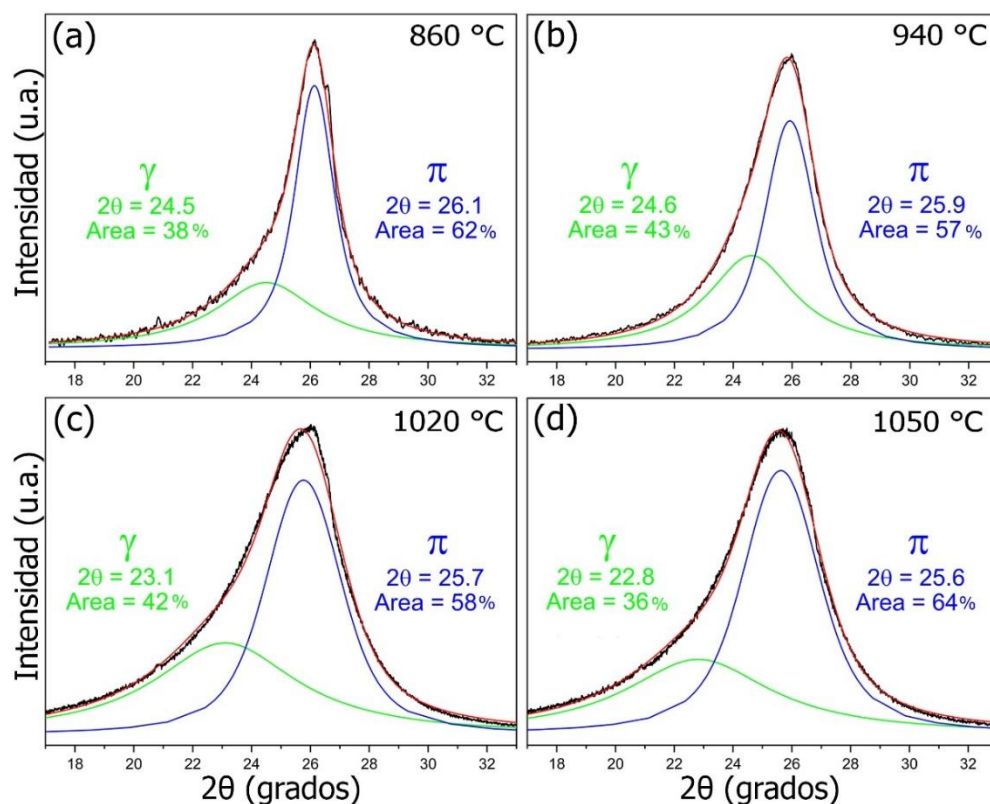 (a) 860 °C
Intensidad (u.a.)
γ
2θ = 24.5
Area = 38%
π
2θ = 26.1
Area = 62%
18 20 22 24 26 28 30 32
(b) 940 °C
γ
2θ = 24.6
Area = 43%
π
2θ = 25.9
Area = 57%
18 20 22 24 26 28 30 32
(c) 1020 °C
Intensidad (u.a.)
γ
2θ = 23.1
Area = 42%
π
2θ = 25.7
Area = 58%
18 20 22 24 26 28 30 32
2θ (grados)
(d) 1050 °C
γ
2θ = 22.8
Area = 36%
π
2θ = 25.6
Area = 64%
18 20 22 24 26 28 30 32
2θ (grados)